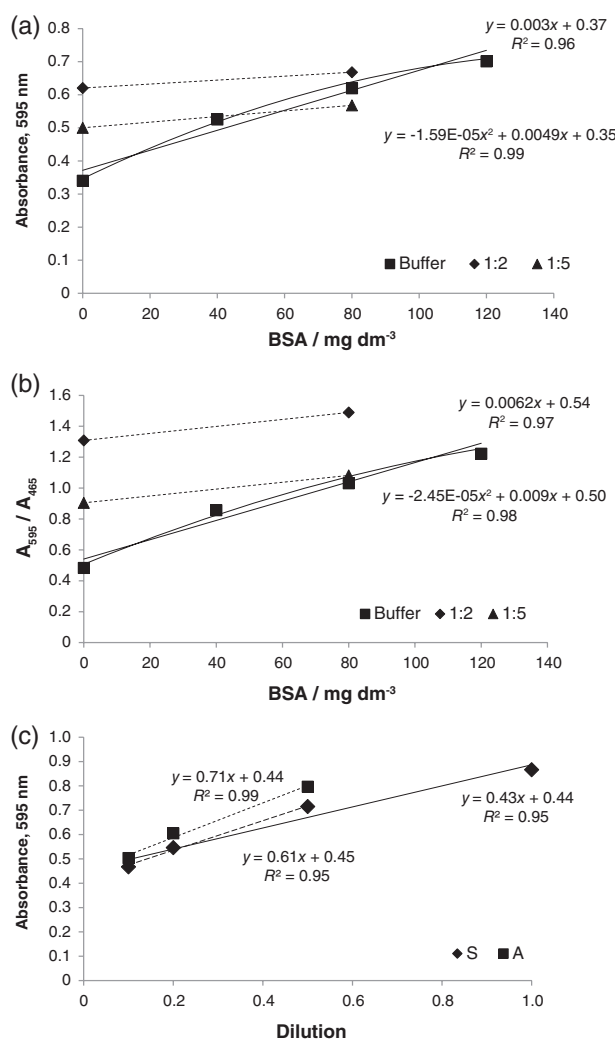 (a)
0.8
0.7
0.6
0.5
0.4
0.3
0.2
0.1
0
Absorbance, 595 nm
y = 0.003x + 0.37
R² = 0.96
y = -1.59E-05x² + 0.0049x + 0.35
R² = 0.99
Buffer 1:2 1:5
0 20 40 60 80 100 120 140
BSA / mg dm⁻³
(b)
1.6
1.4
1.2
1.0
0.8
0.6
0.4
0.2
0
A₅₉₅ / A₄₆₅
y = 0.0062x + 0.54
R² = 0.97
y = -2.45E-05x² + 0.009x + 0.50
R² = 0.98
Buffer 1:2 1:5
0 20 40 60 80 100 120 140
BSA / mg dm⁻³
(c)
1.0
0.9
0.8
0.7
0.6
0.5
0.4
0.3
0.2
0.1
0
Absorbance, 595 nm
y = 0.71x + 0.44
R² = 0.99
y = 0.43x + 0.44
R² = 0.95
y = 0.61x + 0.45
R² = 0.95
S A
0 0.2 0.4 0.6 0.8 1.0
Dilution